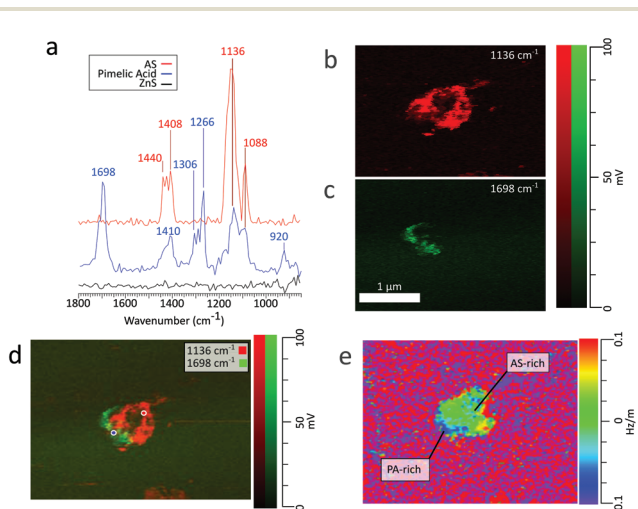 a
AS
Pimelic Acid
ZnS
1136
1408
1440
1266
1306
1088
1698
1410
920
1800
1600
1400
1200
1000
Wavenumber (cm⁻¹)
b
1136 cm⁻¹
c
1698 cm⁻¹
1 µm
100
50
0
mV
d
1136 cm⁻¹
1698 cm⁻¹
100
50
0
mV
e
AS-rich
PA-rich
0.1
0
0.1
Hz/m